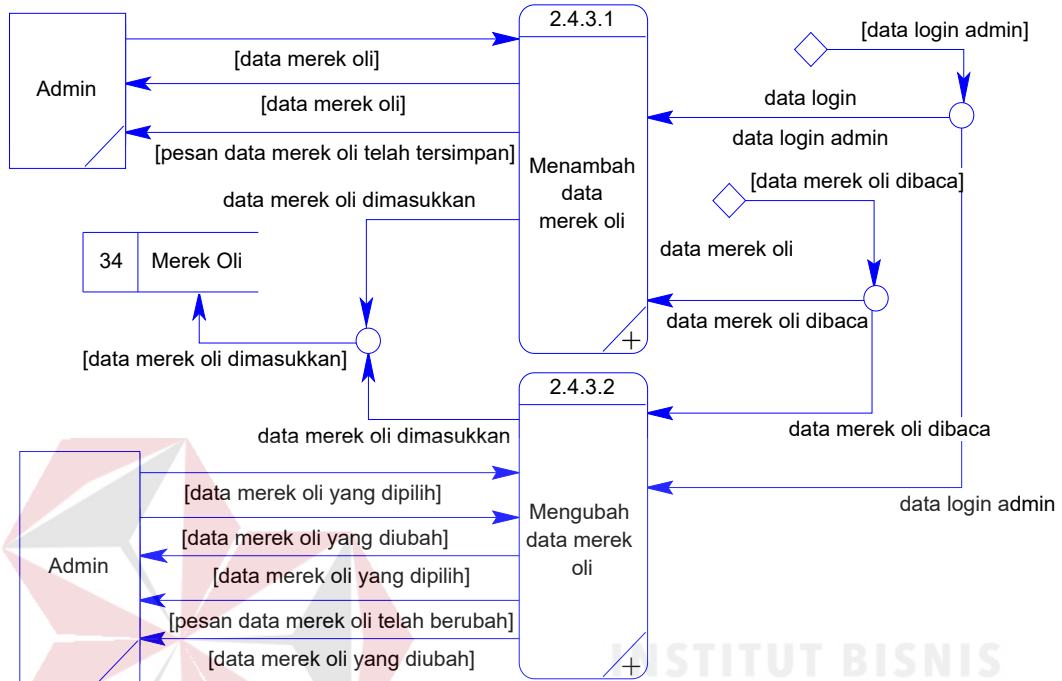 2.4.3.1
[data login admin]
[data merek oli]
Admin
[data merek oli]
data login
data login admin
[pesan data merek oli telah tersimpan]
Menambah
data
merek oli
[data merek oli dibaca]
data merek oli dimasukkan
data merek oli
34 Merek Oli
data merek oli dibaca
[data merek oli dimasukkan]
2.4.3.2
data merek oli dimasukkan
data merek oli dibaca
[data merek oli yang dipilih]
data login admin
Mengubah
data merek
oli
[data merek oli yang diubah]
Admin
[data merek oli yang dipilih]
[pesan data merek oli telah berubah]
[data merek oli yang diubah]
INSTITUT BISNIS